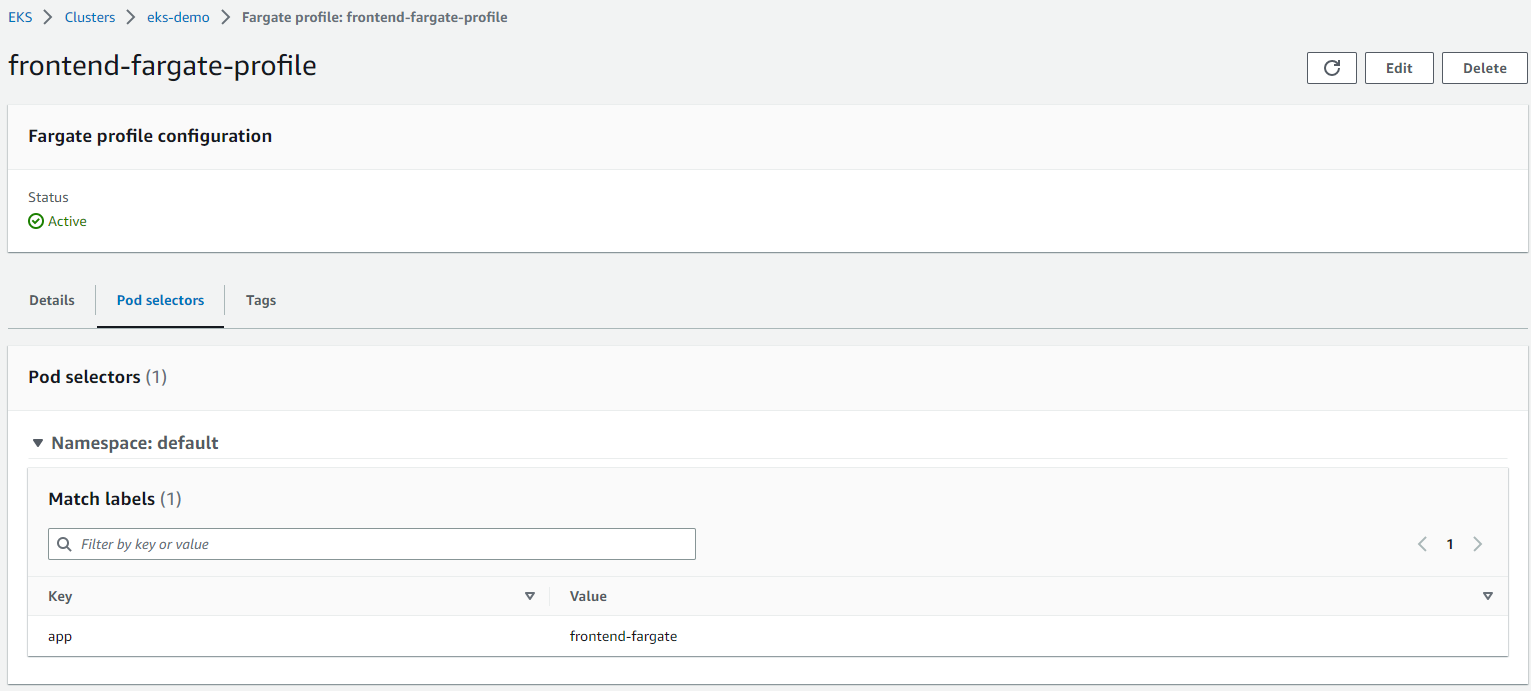 EKS Clusters eks-demo Fargate profile: frontend-fargate-profile
frontend-fargate-profile
Edit Delete
Fargate profile configuration
Status
Active
Details Pod selectors Tags
Pod selectors (1)
Namespace: default
Match labels (1)
Filter by key or value
1
Key Value
app frontend-fargate